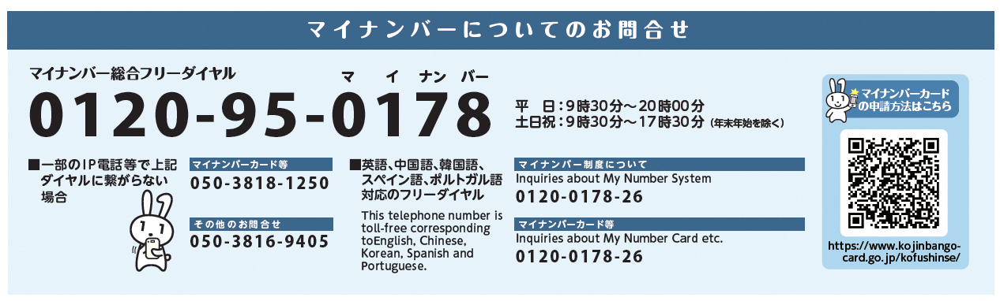 マイナンバーについてのお問合せ
マイナンバー総合フリーダイヤル
マ イ ナン バー
0120-95-0178
平　日：9時30分～20時00分
土日祝：9時30分～17時30分（年末年始を除く）
■一部のIP電話等で上記
ダイヤルに繋がらない
場合
マイナンバーカード等
050-3818-1250
その他のお問合せ
050-3816-9405
■英語、中国語、韓国語、
スペイン語、ポルトガル語
対応のフリーダイヤル
This telephone number is
toll-free corresponding
toEnglish, Chinese,
Korean, Spanish and
Portuguese.
マイナンバー制度について
Inquiries about My Number System
0120-0178-26
マイナンバーカード等
Inquiries about My Number Card etc.
0120-0178-26
マイナンバーカード
の申請方法はこちら
https://www.kojinbango-
card.go.jp/kofushinse/